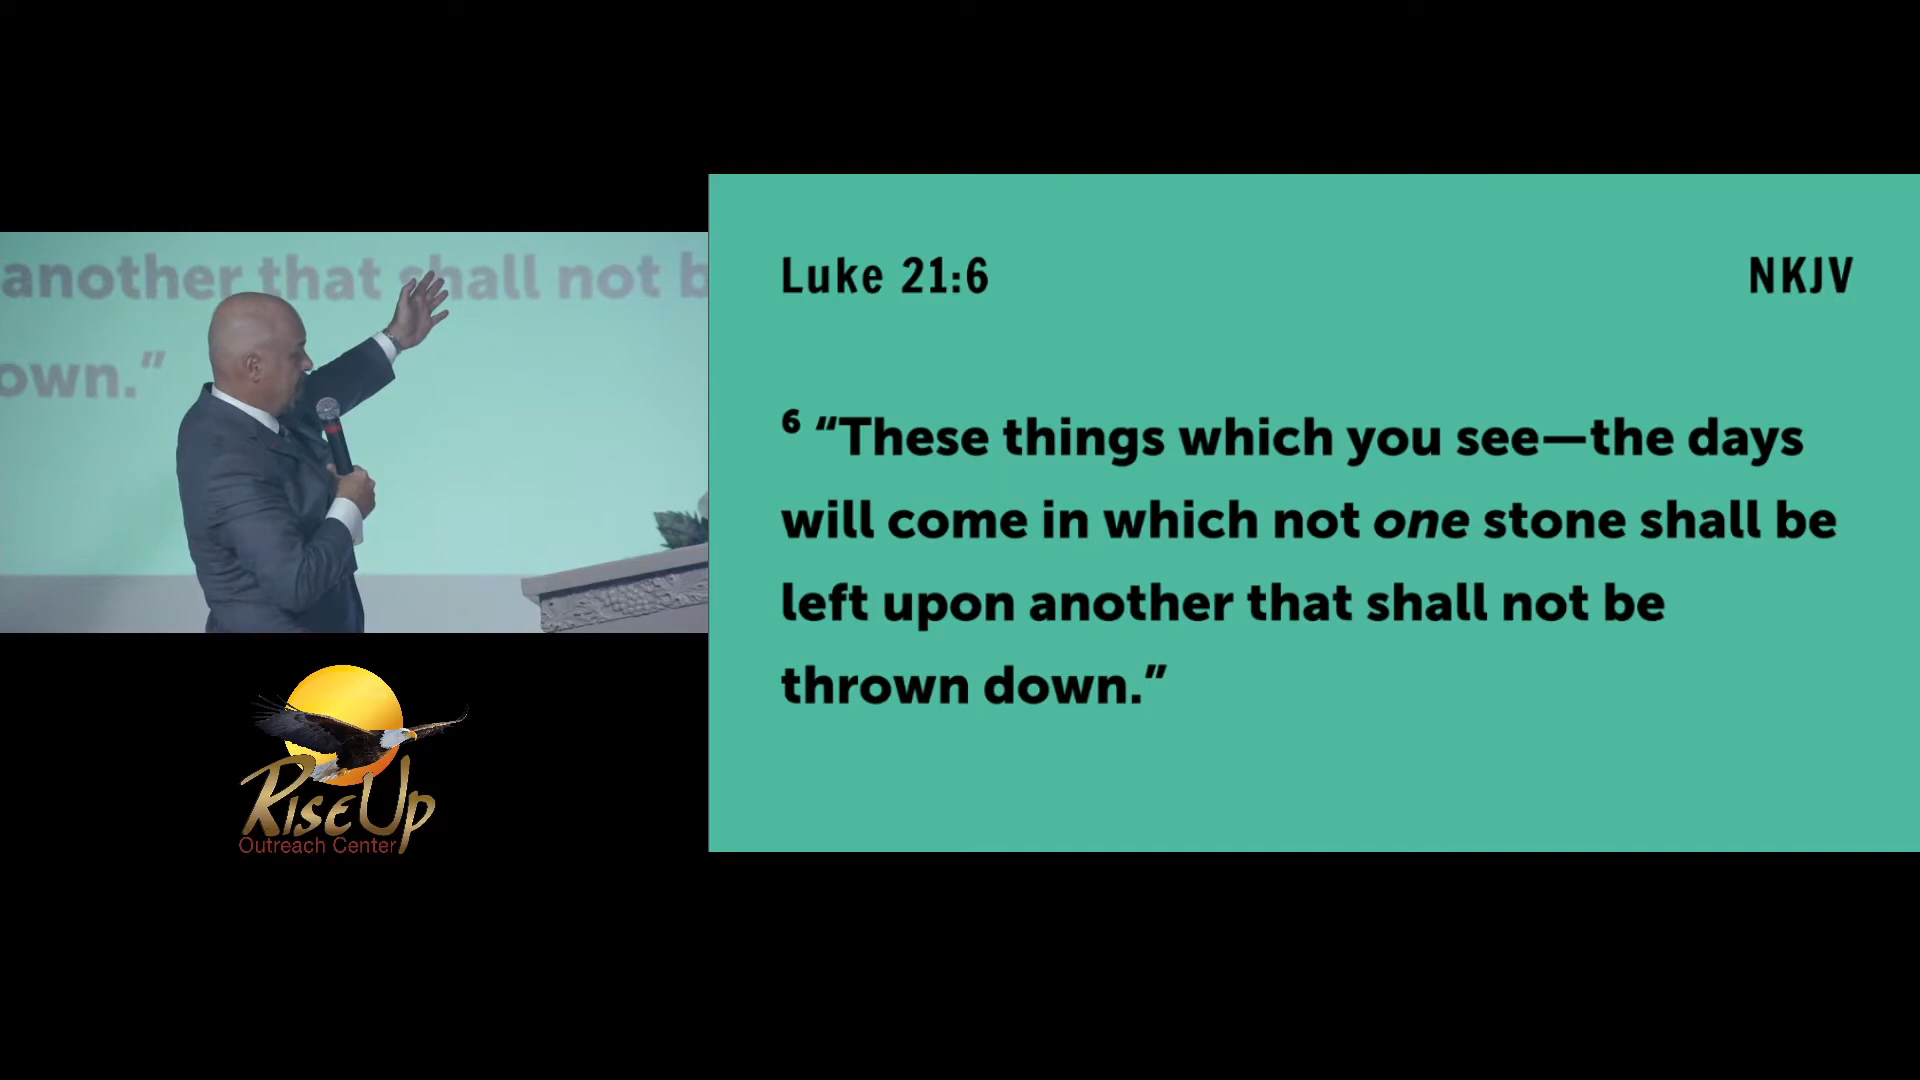 another that shall not b
own.”
Luke 21:6
NKJV
6 “These things which you see—the days
will come in which not one stone shall be
left upon another that shall not be
thrown down.”
RiseUp
Outreach Center